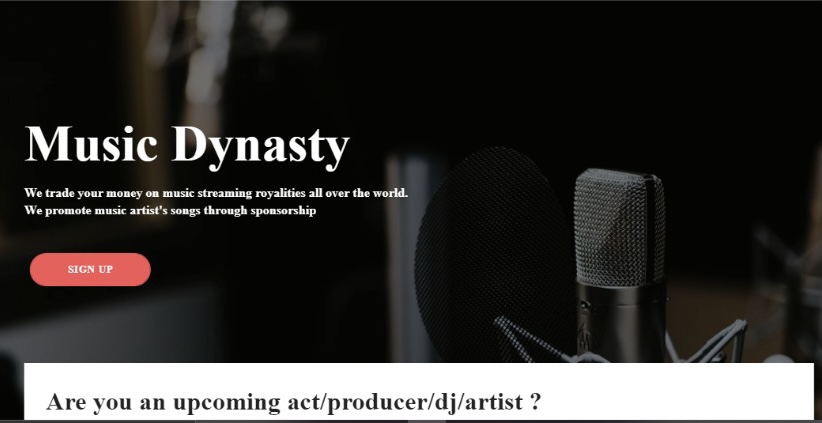 Music Dynasty
We trade your money on music streaming royalities all over the world.
We promote music artist's songs through sponsorship
SIGN UP
Are you an upcoming act/producer/dj/artist ?